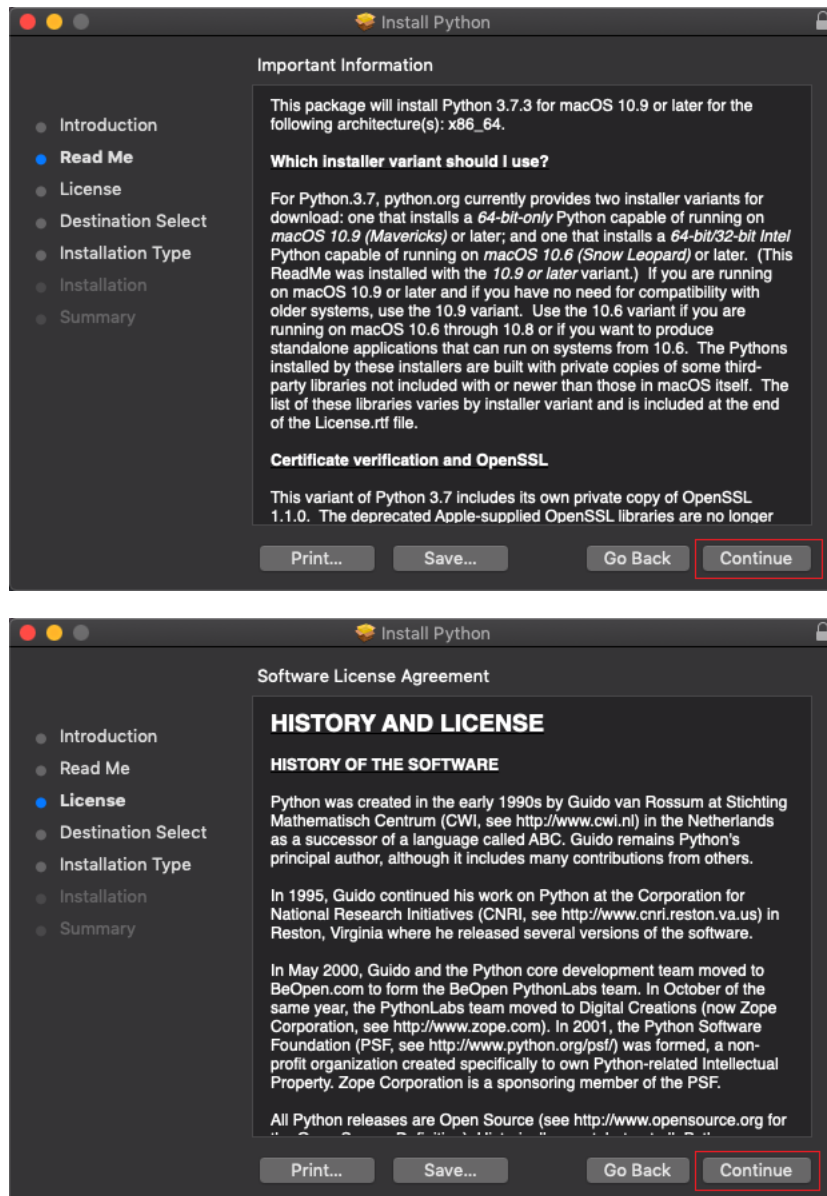 Install Python
Important Information
Introduction
Read Me
License
Destination Select
Installation Type
Installation
Summary
This package will install Python 3.7.3 for macOS 10.9 or later for the
following architecture(s): x86_64.
Which installer variant should I use?
For Python.3.7, python.org currently provides two installer variants for
download: one that installs a 64-bit-only Python capable of running on
macOS 10.9 (Mavericks) or later; and one that installs a 64-bit/32-bit Intel
Python capable of running on macOS 10.6 (Snow Leopard) or later. (This
ReadMe was installed with the 10.9 or later variant.) If you are running
on macOS 10.9 or later and if you have no need for compatibility with
older systems, use the 10.9 variant. Use the 10.6 variant if you are
running on macOS 10.6 through 10.8 or if you want to produce
standalone applications that can run on systems from 10.6. The Pythons
installed by these installers are built with private copies of some third-
party libraries not included with or newer than those in macOS itself. The
list of these libraries varies by installer variant and is included at the end
of the License.rtf file.
Certificate verification and OpenSSL
This variant of Python 3.7 includes its own private copy of OpenSSL
1.1.0. The deprecated Apple-supplied OpenSSL libraries are no longer
Print... Save... Go Back Continue
Install Python
Software License Agreement
Introduction
Read Me
License
Destination Select
Installation Type
Installation
Summary
HISTORY AND LICENSE
HISTORY OF THE SOFTWARE
Python was created in the early 1990s by Guido van Rossum at Stichting
Mathematisch Centrum (CWI, see http://www.cwi.nl) in the Netherlands
as a successor of a language called ABC. Guido remains Python's
principal author, although it includes many contributions from others.
In 1995, Guido continued his work on Python at the Corporation for
National Research Initiatives (CNRI, see http://www.cnri.reston.va.us) in
Reston, Virginia where he released several versions of the software.
In May 2000, Guido and the Python core development team moved to
BeOpen.com to form the BeOpen PythonLabs team. In October of the
same year, the PythonLabs team moved to Digital Creations (now Zope
Corporation, see http://www.zope.com). In 2001, the Python Software
Foundation (PSF, see http://www.python.org/psf/) was formed, a non-
profit organization created specifically to own Python-related Intellectual
Property. Zope Corporation is a sponsoring member of the PSF.
All Python releases are Open Source (see http://www.opensource.org for
Print... Save... Go Back Continue